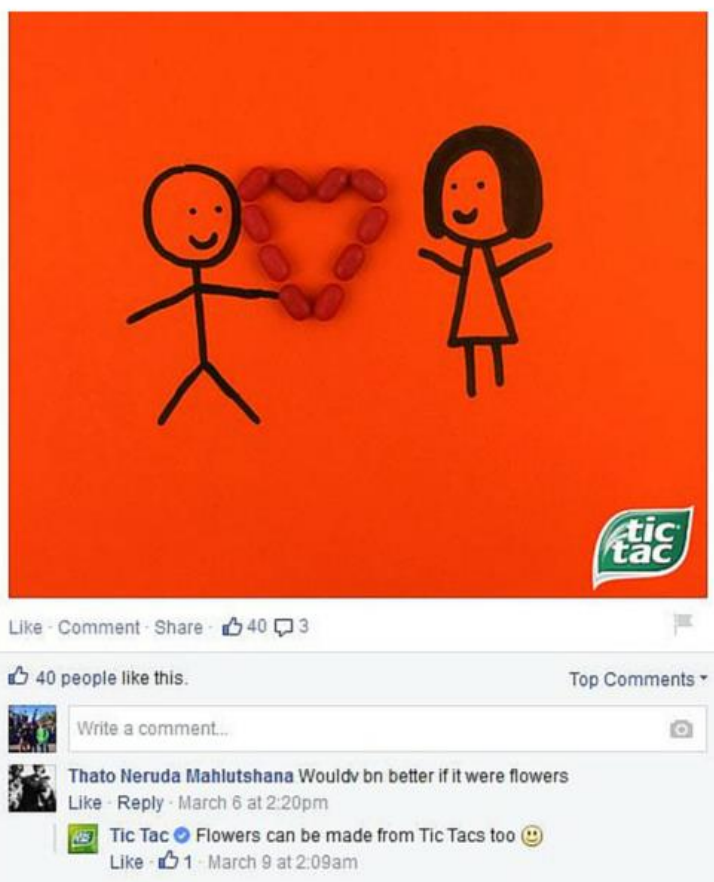 tic
tac
Like · Comment · Share · 40 3
40 people like this.
Top Comments
Write a comment...
Thato Neruda Mahlutshana Wouldv bn better if it were flowers
Like · Reply · March 6 at 2:20pm
Tic Tac Flowers can be made from Tic Tacs too
Like · 1 · March 9 at 2:09am